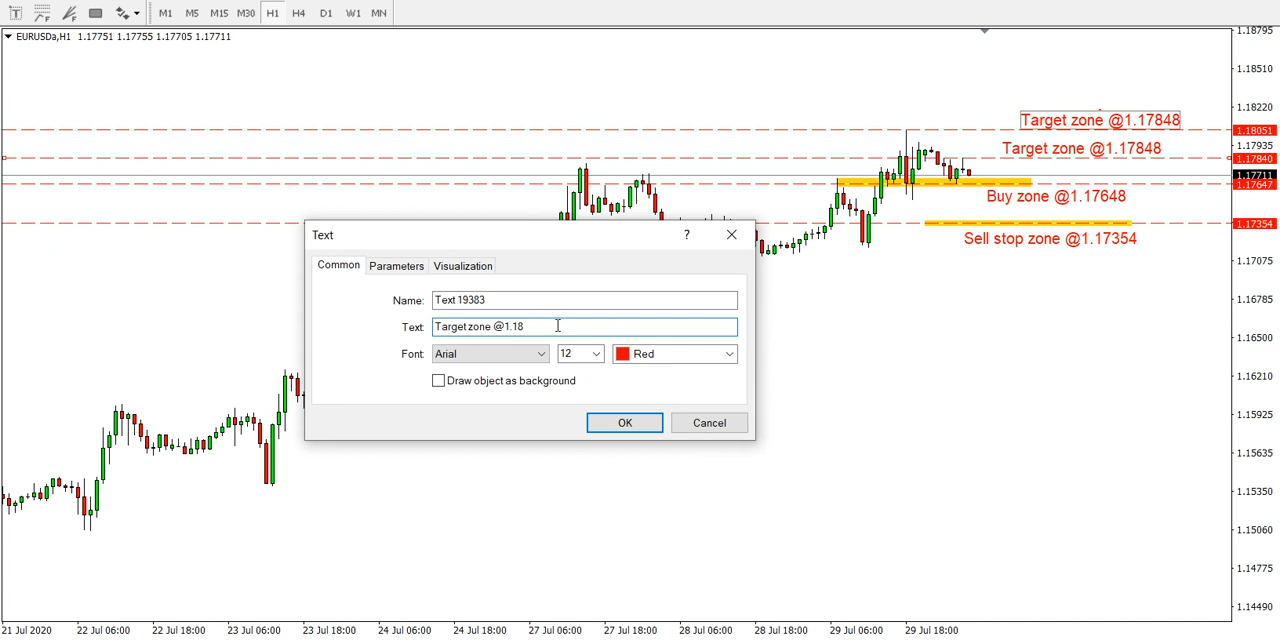 M1 M5 M15 M30 H1 H4 D1 W1 MN
EURUSDa,H1 1.17751 1.17755 1.17705 1.17711
1.18795
1.18510
1.18220
Target zone @1.17848
1.18051
1.17935
Target zone @1.17848
1.17840
1.17711
1.17647
Buy zone @1.17648
1.17354
Sell stop zone @1.17354
1.17075
1.16785
1.16500
1.16210
1.15925
1.15635
1.15350
1.15060
1.14775
1.14490
Text ?
Common Parameters Visualization
Name: Text 19383
Text: Target zone @1.18
Font: Arial 12 Red
Draw object as background
OK Cancel
21 Jul 2020 22 Jul 06:00 22 Jul 18:00 23 Jul 06:00 23 Jul 18:00 24 Jul 06:00 24 Jul 18:00 27 Jul 06:00 27 Jul 18:00 28 Jul 06:00 28 Jul 18:00 29 Jul 06:00 29 Jul 18:00